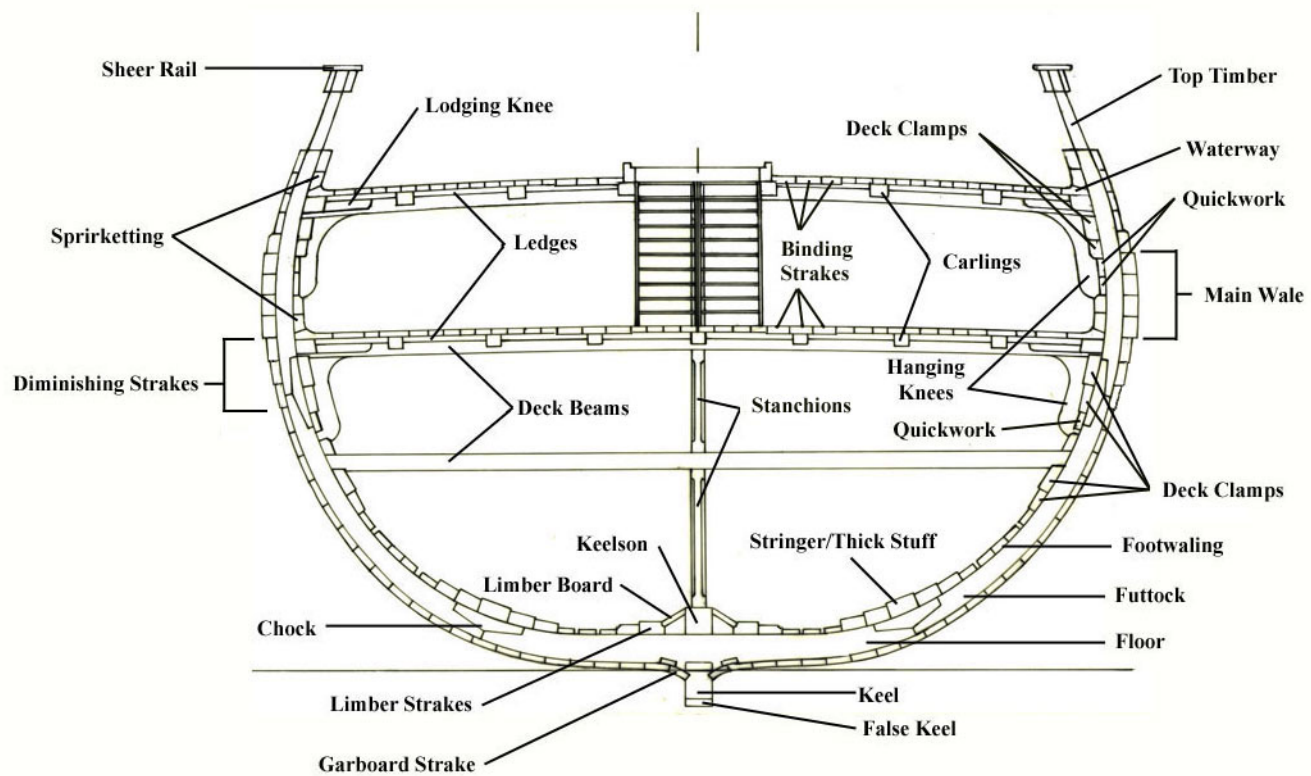 Sheer Rail
Top Timber
Lodging Knee
Deck Clamps
Waterway
Quickwork
Sprirketting
Ledges
Binding
Strakes
Carlings
Main Wale
Diminishing Strakes
Hanging
Knees
Deck Beams
Stanchions
Quickwork
Deck Clamps
Keelson
Stringer/Thick Stuff
Footwaling
Limber Board
Futtock
Chock
Floor
Limber Strakes
Keel
False Keel
Garboard Strake